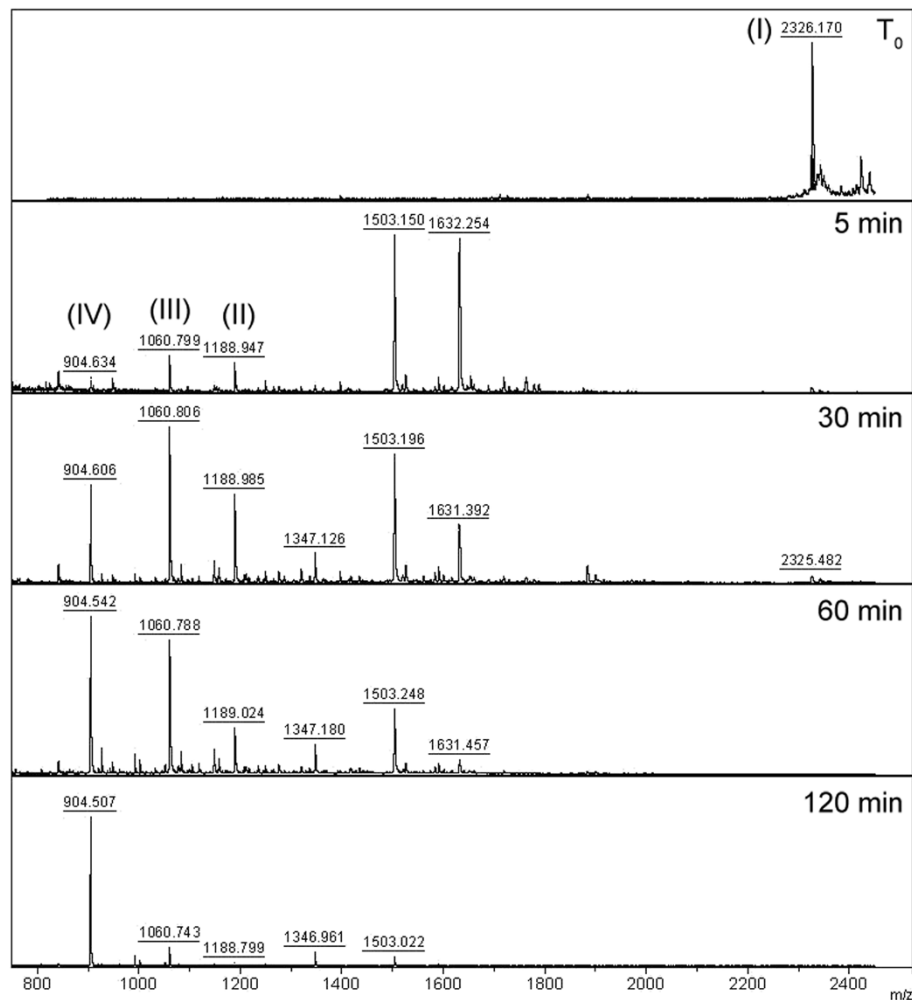 (I) 2326.170 T₀
1503.150 1632.254 5 min
(IV) (III) (II)
1060.799 1188.947
904.634
1060.806 30 min
1503.196
904.606 1188.985
1631.392
1347.126
2325.482
904.542 60 min
1060.788
1503.248
1189.024 1347.180
1631.457
904.507 120 min
1060.743 1188.799 1346.961 1503.022
800 1000 1200 1400 1600 1800 2000 2200 2400
m/z